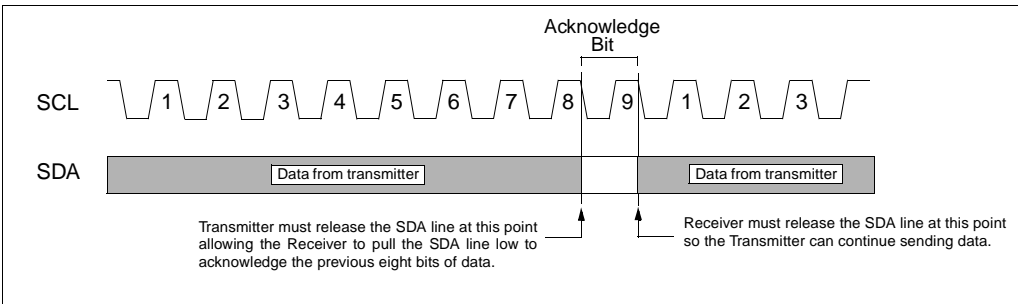 Acknowledge
Bit
SCL 1 2 3 4 5 6 7 8 9 1 2 3
SDA Data from transmitter Data from transmitter
Transmitter must release the SDA line at this point
allowing the Receiver to pull the SDA line low to
acknowledge the previous eight bits of data.
Receiver must release the SDA line at this point
so the Transmitter can continue sending data.